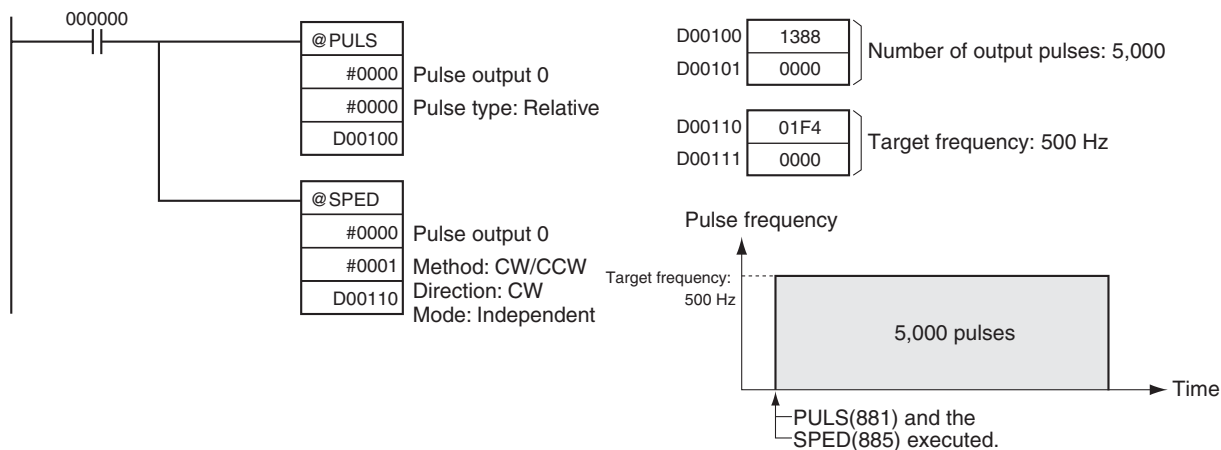 000000
@PULS
#0000 Pulse output 0
#0000 Pulse type: Relative
D00100
@SPED
#0000 Pulse output 0
#0001 Method: CW/CCW
Direction: CW
D00110
Mode: Independent
D00100 1388
Number of output pulses: 5,000
D00101 0000
D00110 01F4
Target frequency: 500 Hz
D00111 0000
Pulse frequency
Target frequency:
500 Hz
5,000 pulses
Time
PULS(881) and the
SPED(885) executed.